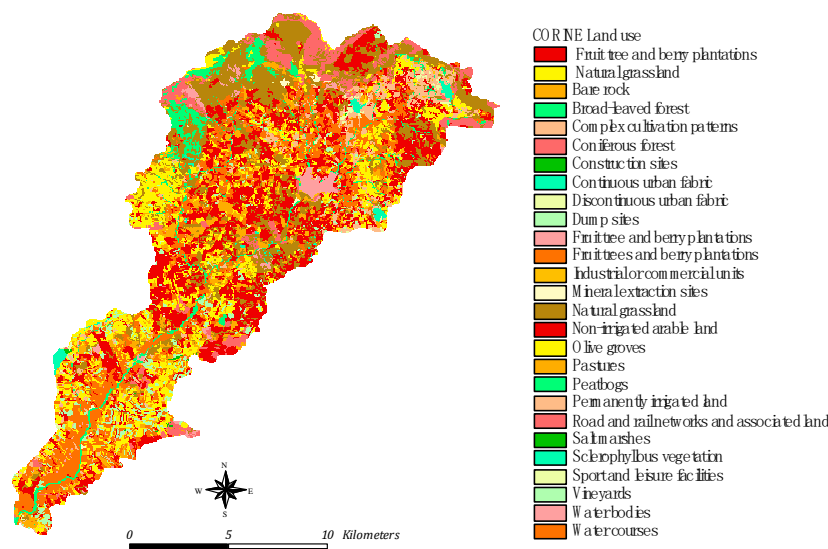 CORINE Land use
Fruit tree and berry plantations
Natural grassland
Bare rock
Broad-leaved forest
Complex cultivation patterns
Coniferous forest
Construction sites
Continuous urban fabric
Discontinuous urban fabric
Dump sites
Fruit tree and berry plantations
Fruit trees and berry plantations
Industrial or commercial units
Mineral extraction sites
Natural grassland
Non-irrigated arable land
Olive groves
Pastures
Peatbogs
Permanently irrigated land
Road and rail networks and associated land
Salt marshes
Sclerophyllous vegetation
Sport and leisure facilities
Vineyards
Water bodies
Water courses
N
W E
S
0 5 10 Kilometers